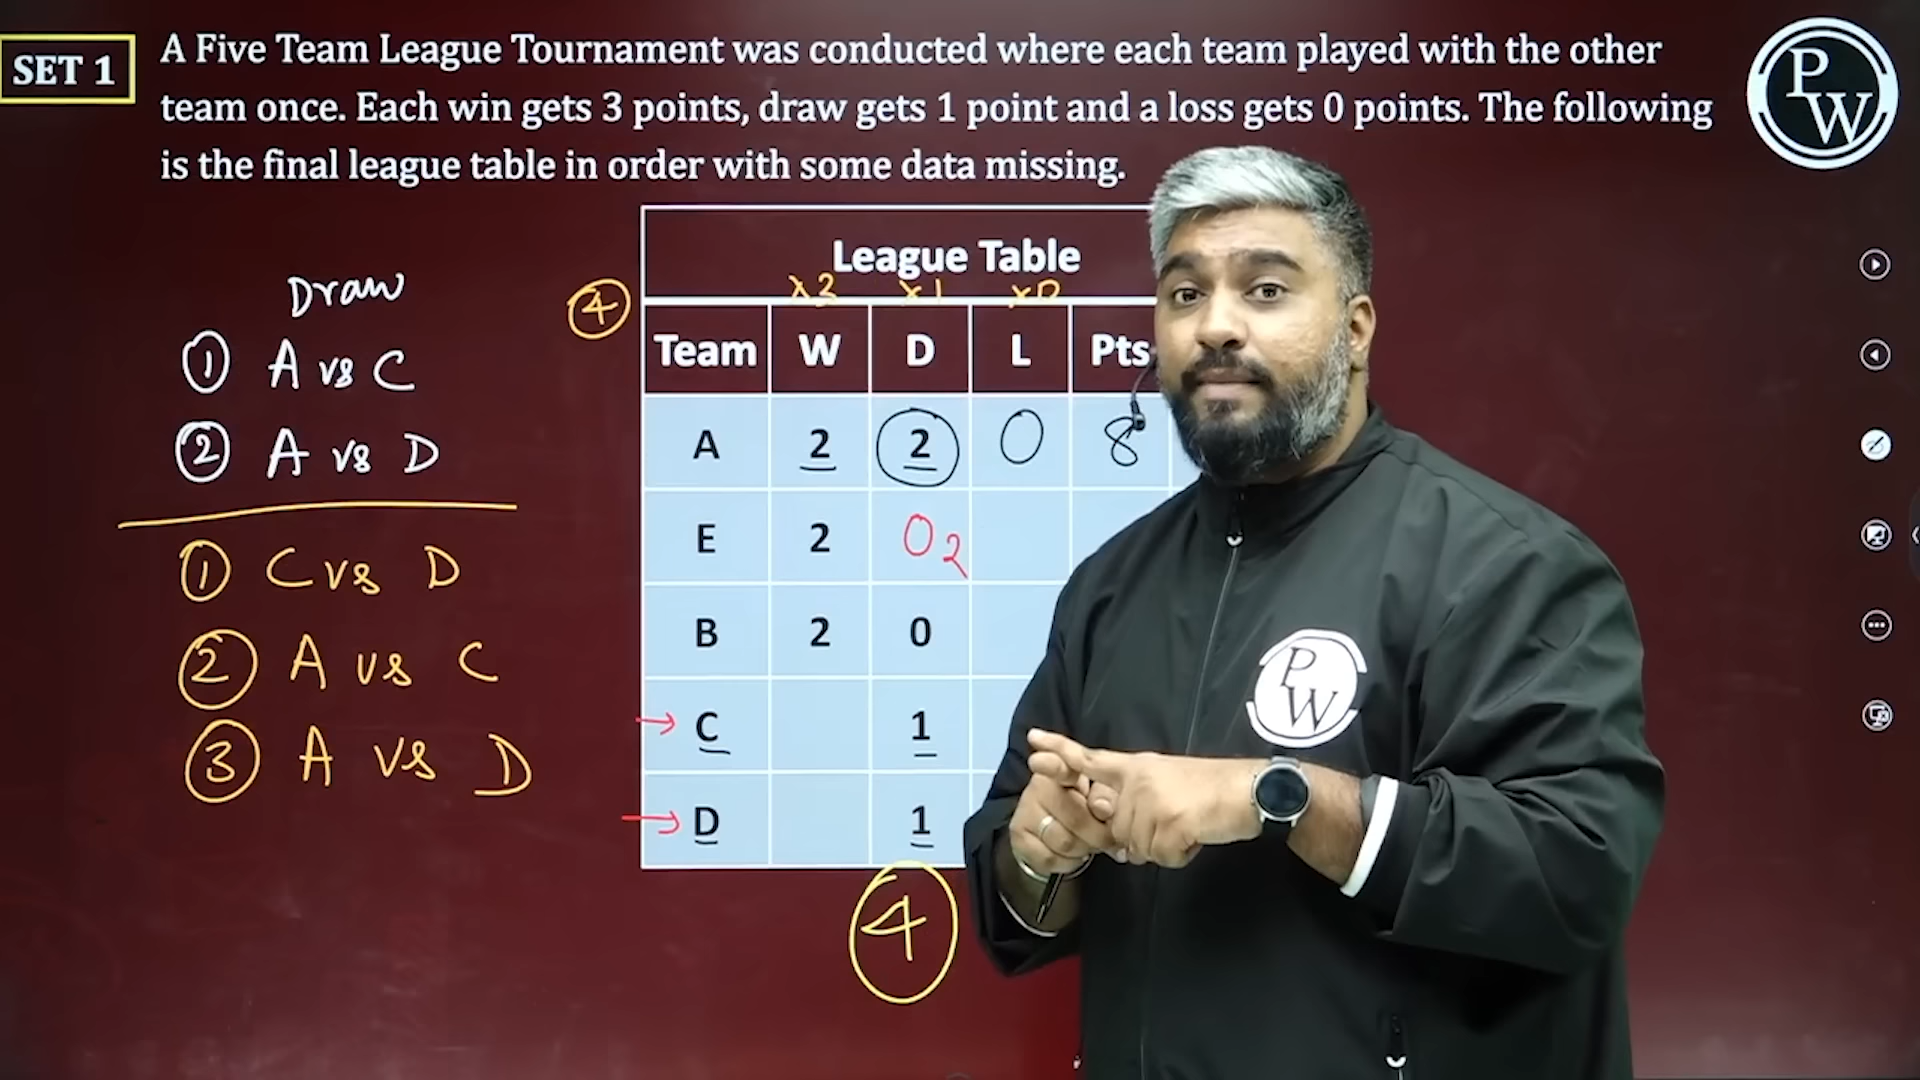 SET 1
A Five Team League Tournament was conducted where each team played with the other
team once. Each win gets 3 points, draw gets 1 point and a loss gets 0 points. The following
is the final league table in order with some data missing.
PW
League Table
×3 ×1 ×0
4
Team W D L Pts
A 2 2 0 8
E 2 0 2
B 2 0
C 1
D 1
4
Draw
1 A vs C
2 A vs D
1 C vs D
2 A vs C
3 A vs D
PW